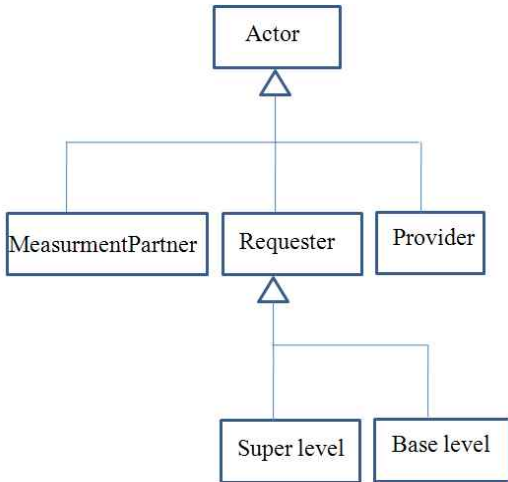 Actor
MeasurmentPartner
Requester
Provider
Super level
Base level